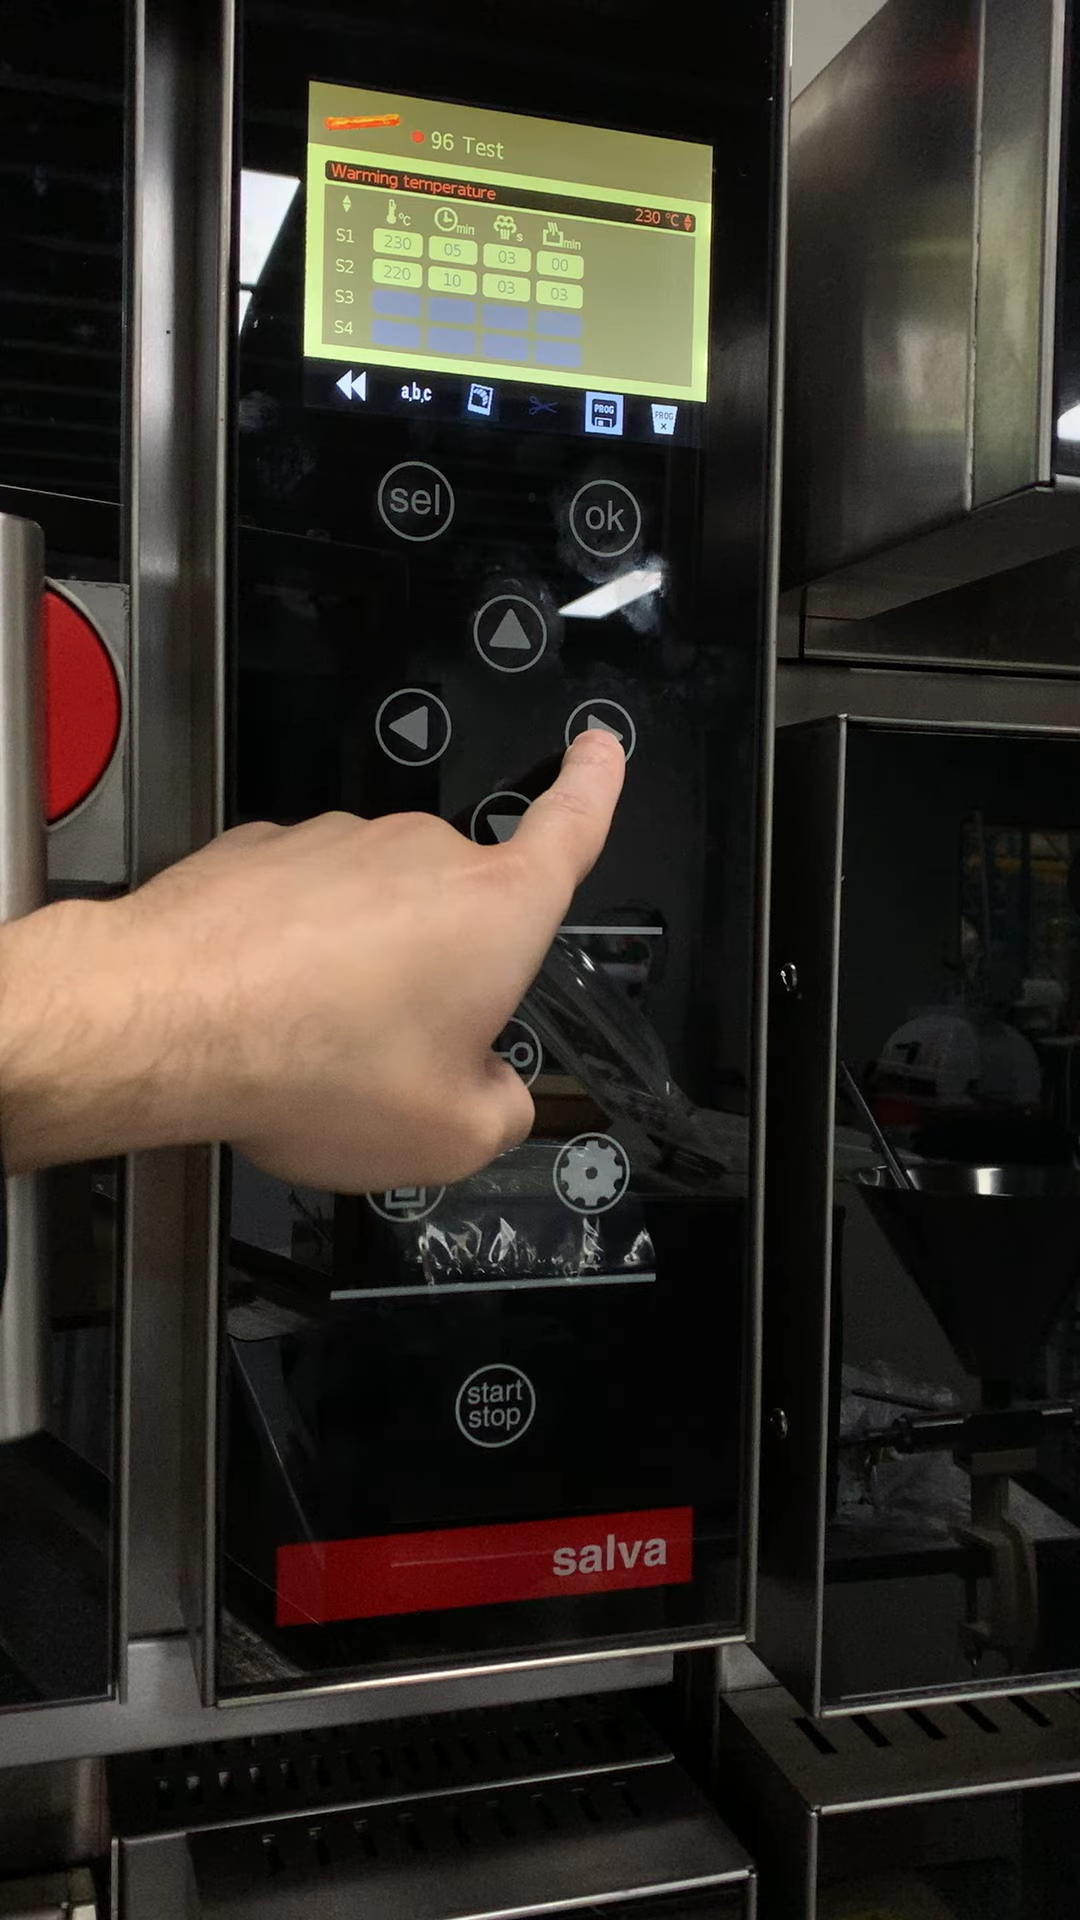 96 Test
Warming temperature 230 °C
°C min s min
S1 230 05 03 00
S2 220 10 03 03
S3
S4
a,b,c PROG PROG x
sel ok
start
stop
salva